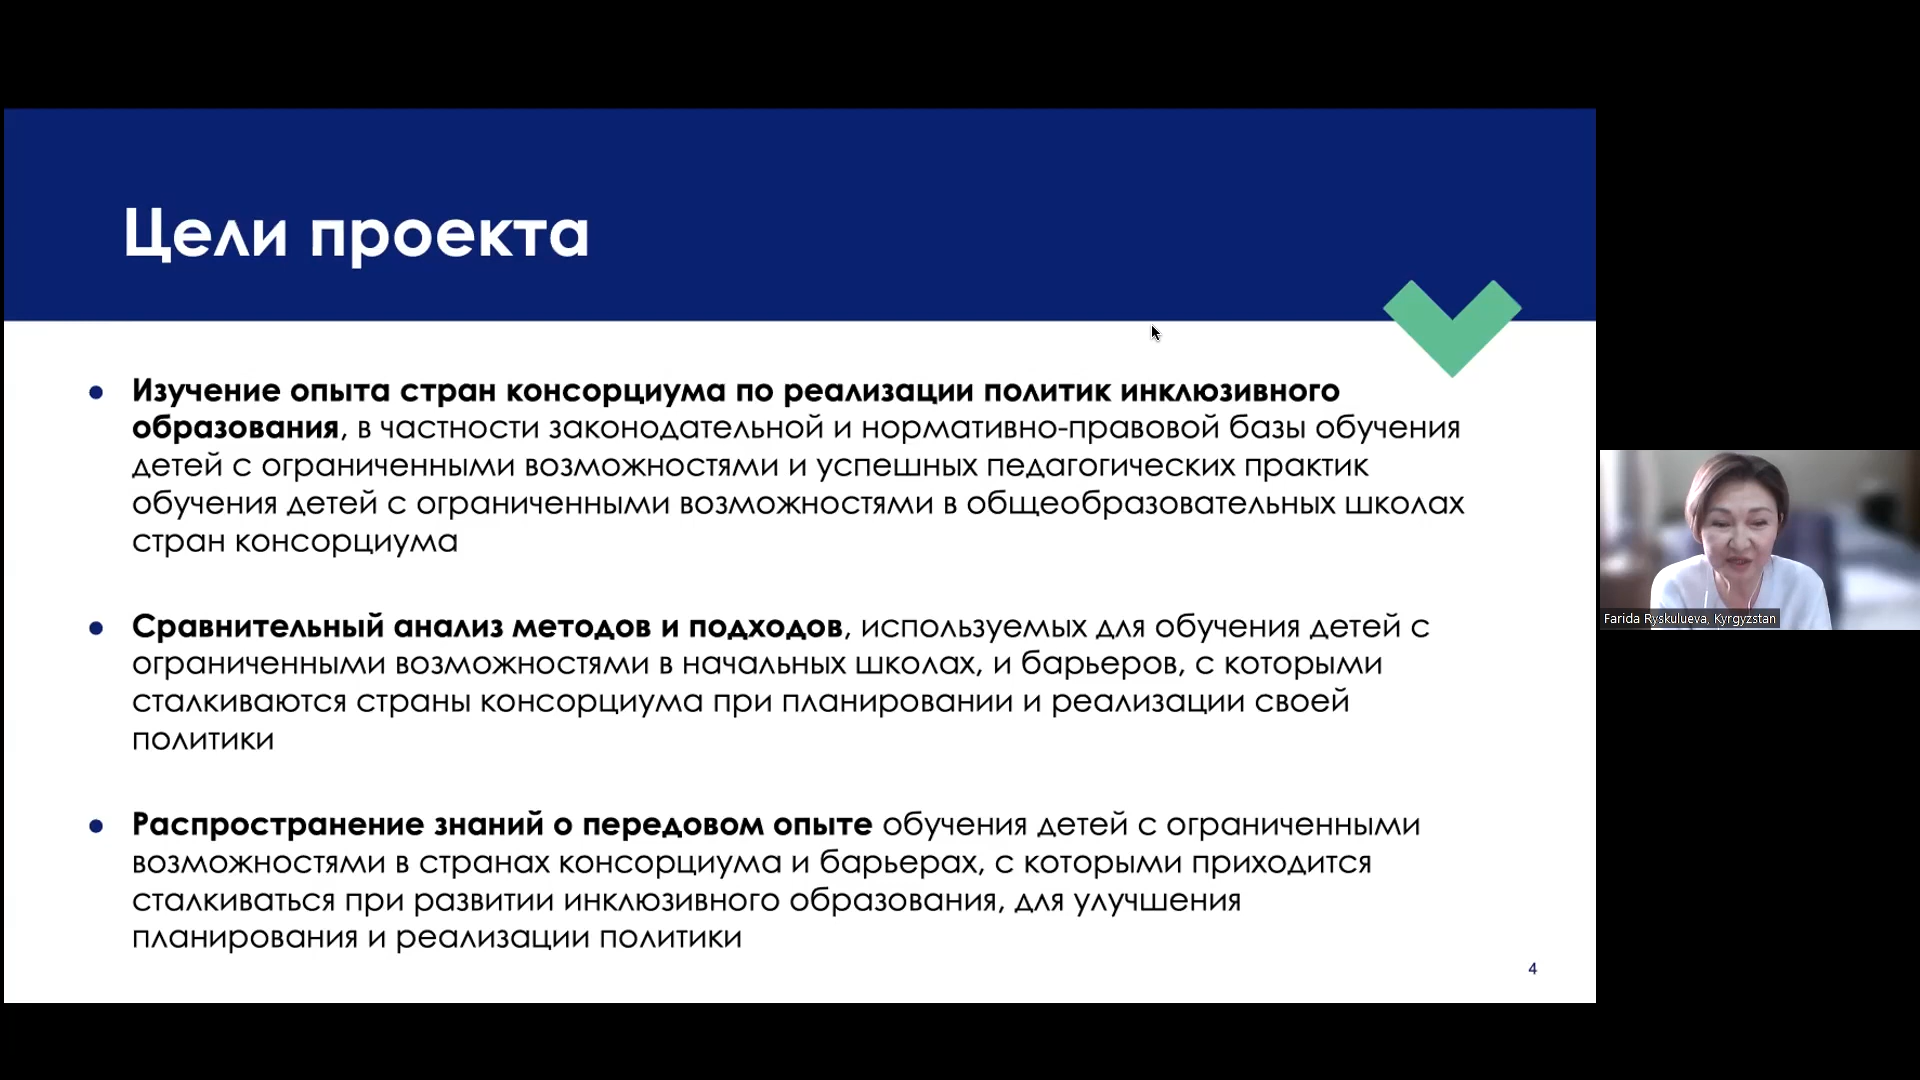 Цели проекта
● Изучение опыта стран консорциума по реализации политик инклюзивного
образования, в частности законодательной и нормативно-правовой базы обучения
детей с ограниченными возможностями и успешных педагогических практик
обучения детей с ограниченными возможностями в общеобразовательных школах
стран консорциума
● Сравнительный анализ методов и подходов, используемых для обучения детей с
ограниченными возможностями в начальных школах, и барьеров, с которыми
сталкиваются страны консорциума при планировании и реализации своей
политики
● Распространение знаний о передовом опыте обучения детей с ограниченными
возможностями в странах консорциума и барьерах, с которыми приходится
сталкиваться при развитии инклюзивного образования, для улучшения
планирования и реализации политики
4
Farida Ryskulueva, Kyrgyzstan